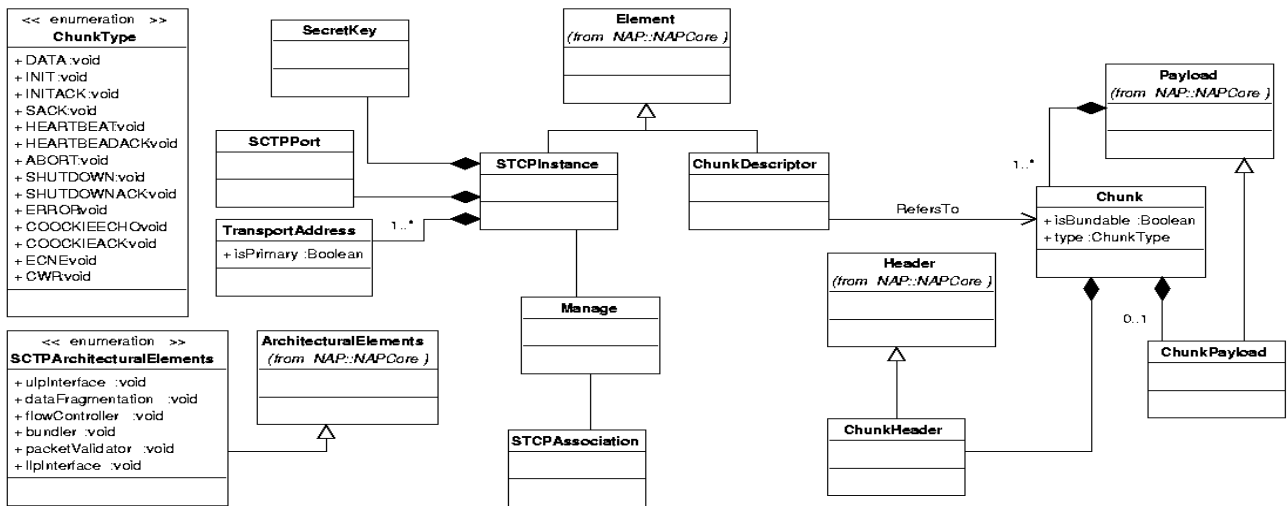 << enumeration >>
ChunkType
+ DATA :void
+ INIT :void
+ INITACK :void
+ SACK :void
+ HEARTBEAT:void
+ HEARTBEADACK:void
+ ABORT :void
+ SHUTDOWN :void
+ SHUTDOWNACK :void
+ ERROR:void
+ COOCKIEECHO:void
+ COOCKIEACK :void
+ ECNE:void
+ CWR:void
SecretKey
SCTPPort
TransportAddress
+ isPrimary :Boolean
1..*
Element
(from NAP::NAPCore )
STCPInstance
ChunkDescriptor
RefersTo
Payload
(from NAP::NAPCore )
1..*
Chunk
+ isBundable :Boolean
+ type :ChunkType
0..1
ChunkPayload
Header
(from NAP::NAPCore )
ChunkHeader
Manage
STCPAssociation
<< enumeration >>
SCTPArchitecturalElements
+ ulpInterface :void
+ dataFragmentation :void
+ flowController :void
+ bundler :void
+ packetValidator :void
+ llpInterface :void
ArchitecturalElements
(from NAP::NAPCore )